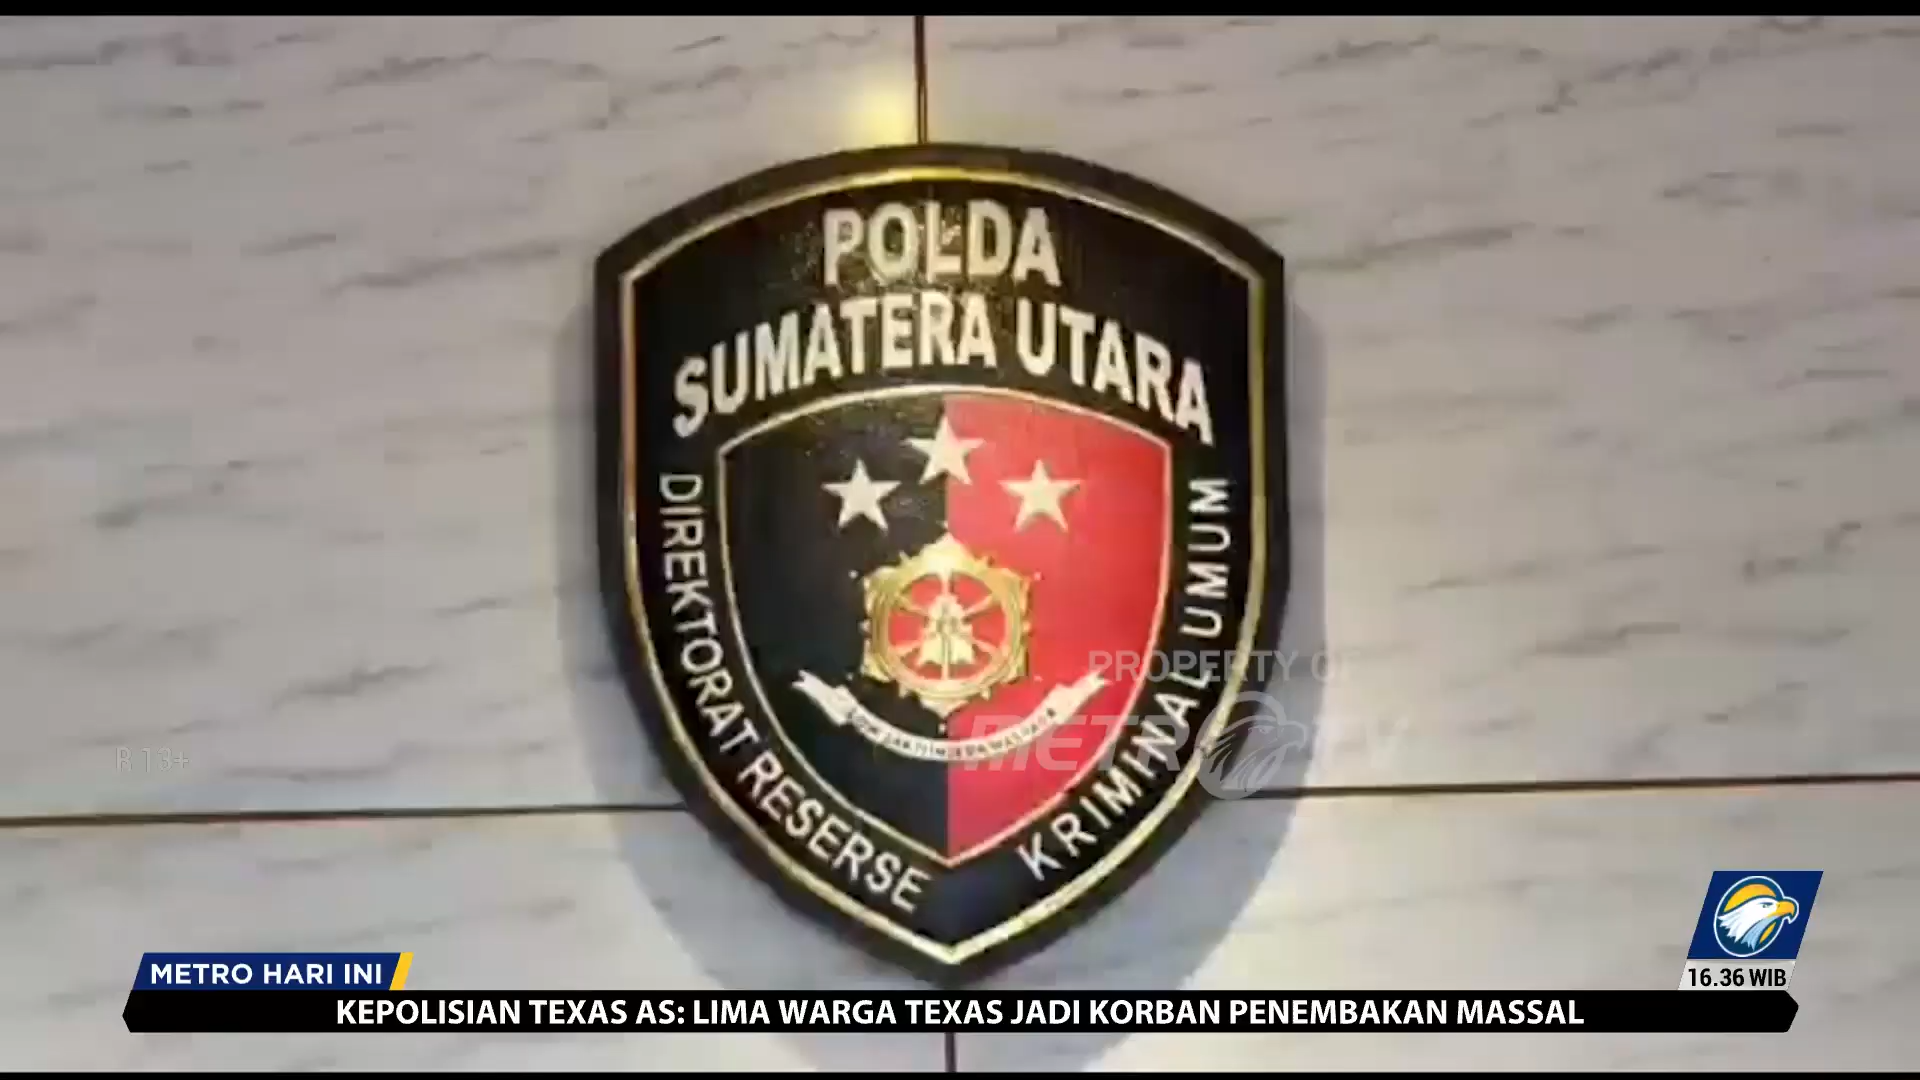 POLDA
SUMATERA UTARA
DIREKTORAT RESERSE
KRIMINAL UMUM
PROPERTY OF
METRO TV
R 13+
METRO HARI INI
16.36 WIB
KEPOLISIAN TEXAS AS: LIMA WARGA TEXAS JADI KORBAN PENEMBAKAN MASSAL